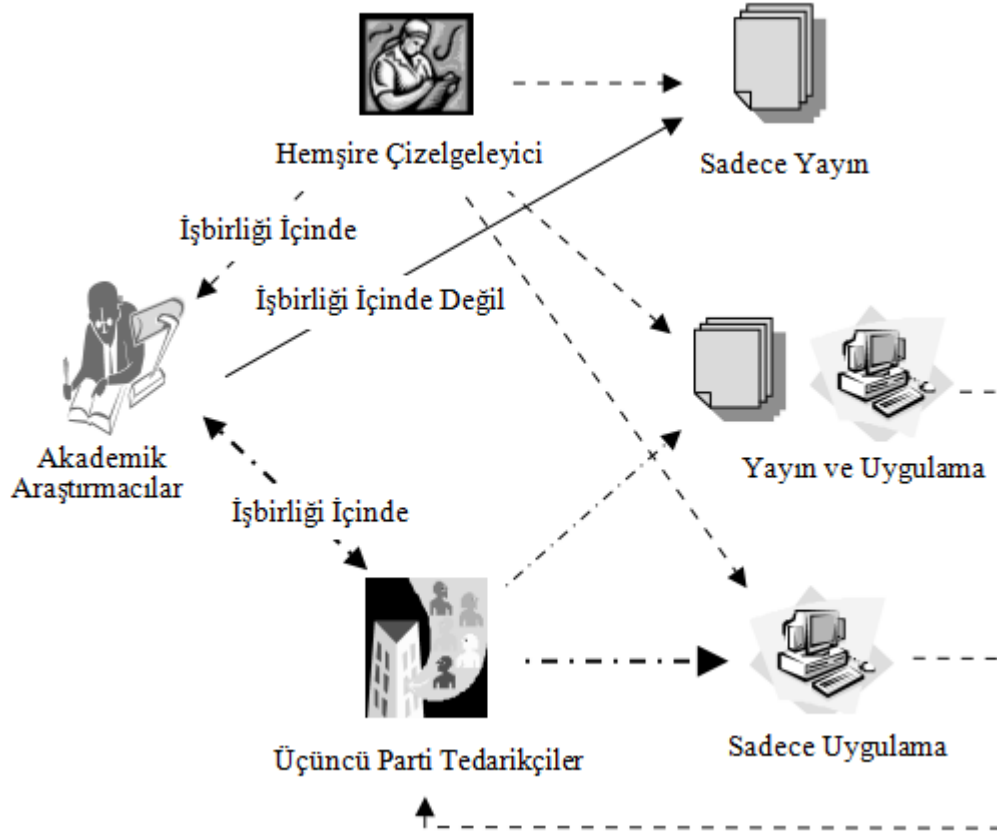 Hemşire Çizelgeleyici
Sadece Yayın
İşbirliği İçinde
İşbirliği İçinde Değil
Akademik
Araştırmacılar
Yayın ve Uygulama
İşbirliği İçinde
Üçüncü Parti Tedarikçiler
Sadece Uygulama